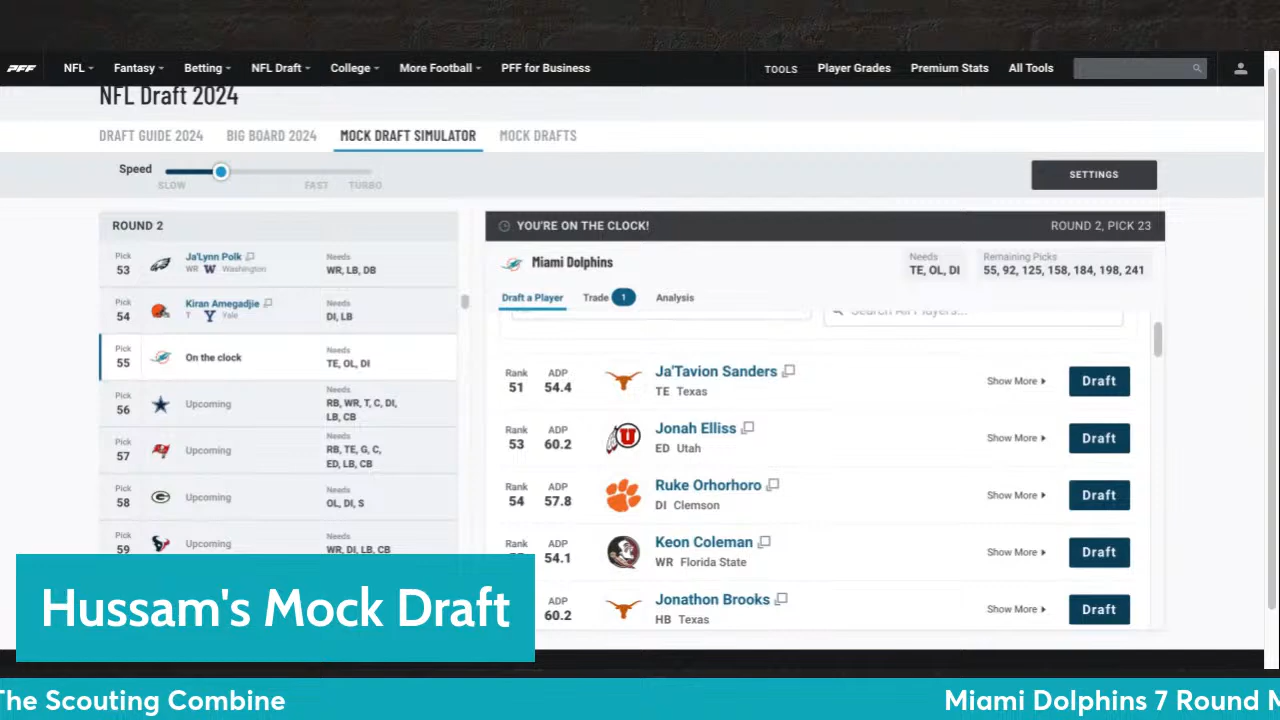 PFF NFL Fantasy Betting NFL Draft College More Football PFF for Business TOOLS Player Grades Premium Stats All Tools
NFL Draft 2024
DRAFT GUIDE 2024 BIG BOARD 2024 MOCK DRAFT SIMULATOR MOCK DRAFTS
Speed
SLOW FAST TURBO
SETTINGS
ROUND 2
Pick
53
Ja'Lynn Polk
WR W Washington
Needs
WR, LB, DB
Pick
54
Kiran Amegadjie
T Y Yale
Needs
DI, LB
Pick
55
On the clock
Needs
TE, OL, DI
Pick
56
Upcoming
Needs
RB, WR, T, C, DI,
LB, CB
Pick
57
Upcoming
Needs
RB, TE, G, C,
ED, LB, CB
Pick
58
Upcoming
Needs
OL, DI, S
Pick
59
Upcoming
Needs
WR, DI, LB, CB
YOU'RE ON THE CLOCK! ROUND 2, PICK 23
Miami Dolphins
Needs
TE, OL, DI
Remaining Picks
55, 92, 125, 158, 184, 198, 241
Draft a Player Trade 1 Analysis
Search All Players...
Rank
51
ADP
54.4
Ja'Tavion Sanders
TE Texas
Show More
Draft
Rank
53
ADP
60.2
Jonah Elliss
ED Utah
Show More
Draft
Rank
54
ADP
57.8
Ruke Orhorhoro
DI Clemson
Show More
Draft
Rank
ADP
54.1
Keon Coleman
WR Florida State
Show More
Draft
ADP
60.2
Jonathon Brooks
HB Texas
Show More
Draft
Hussam's Mock Draft
The Scouting Combine Miami Dolphins 7 Round